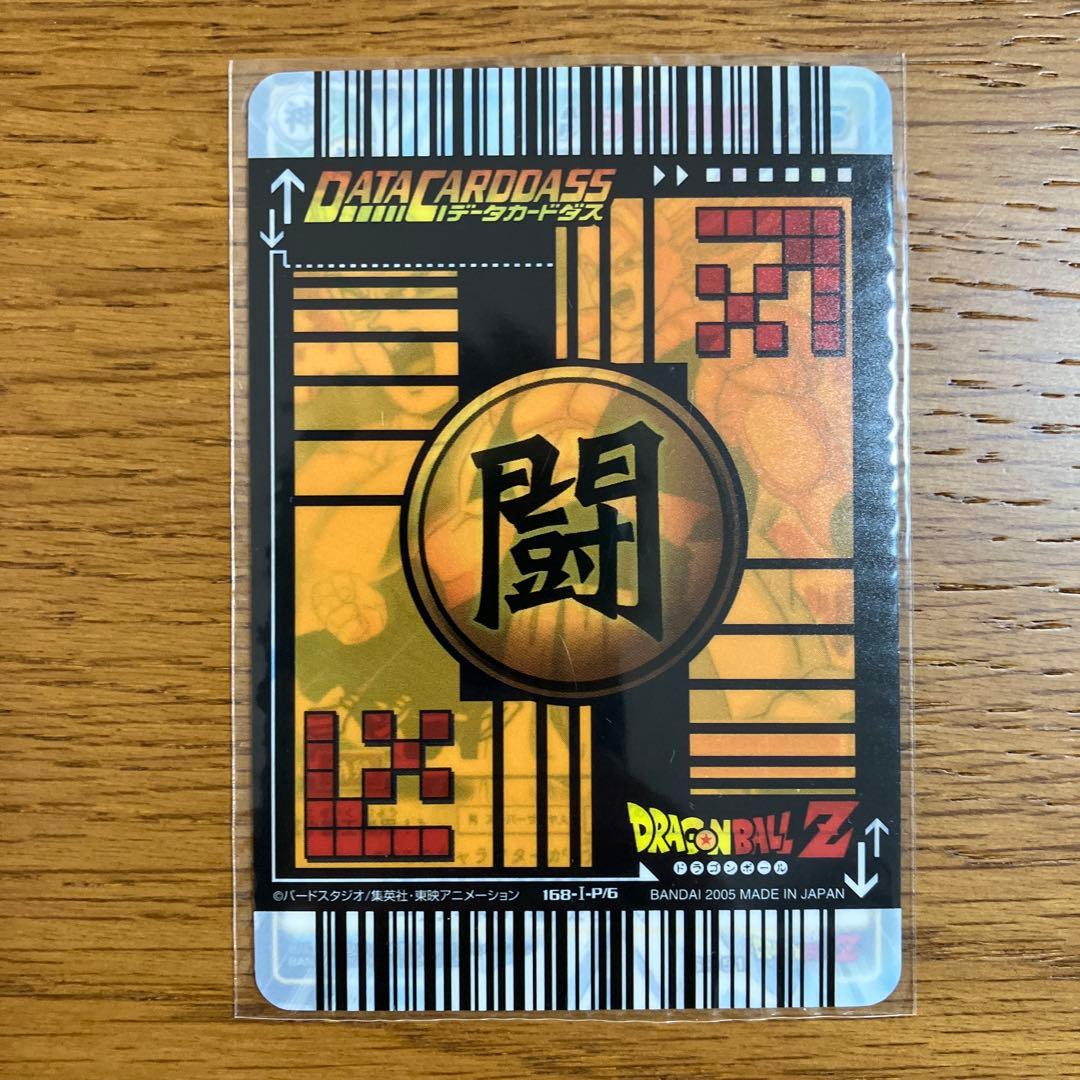 DATA CARDDASS
データカードダス
闘
DRAGONBALL Z
ドラゴンボール
©バードスタジオ/集英社・東映アニメーション 168-I-P/6 BANDAI 2005 MADE IN JAPAN